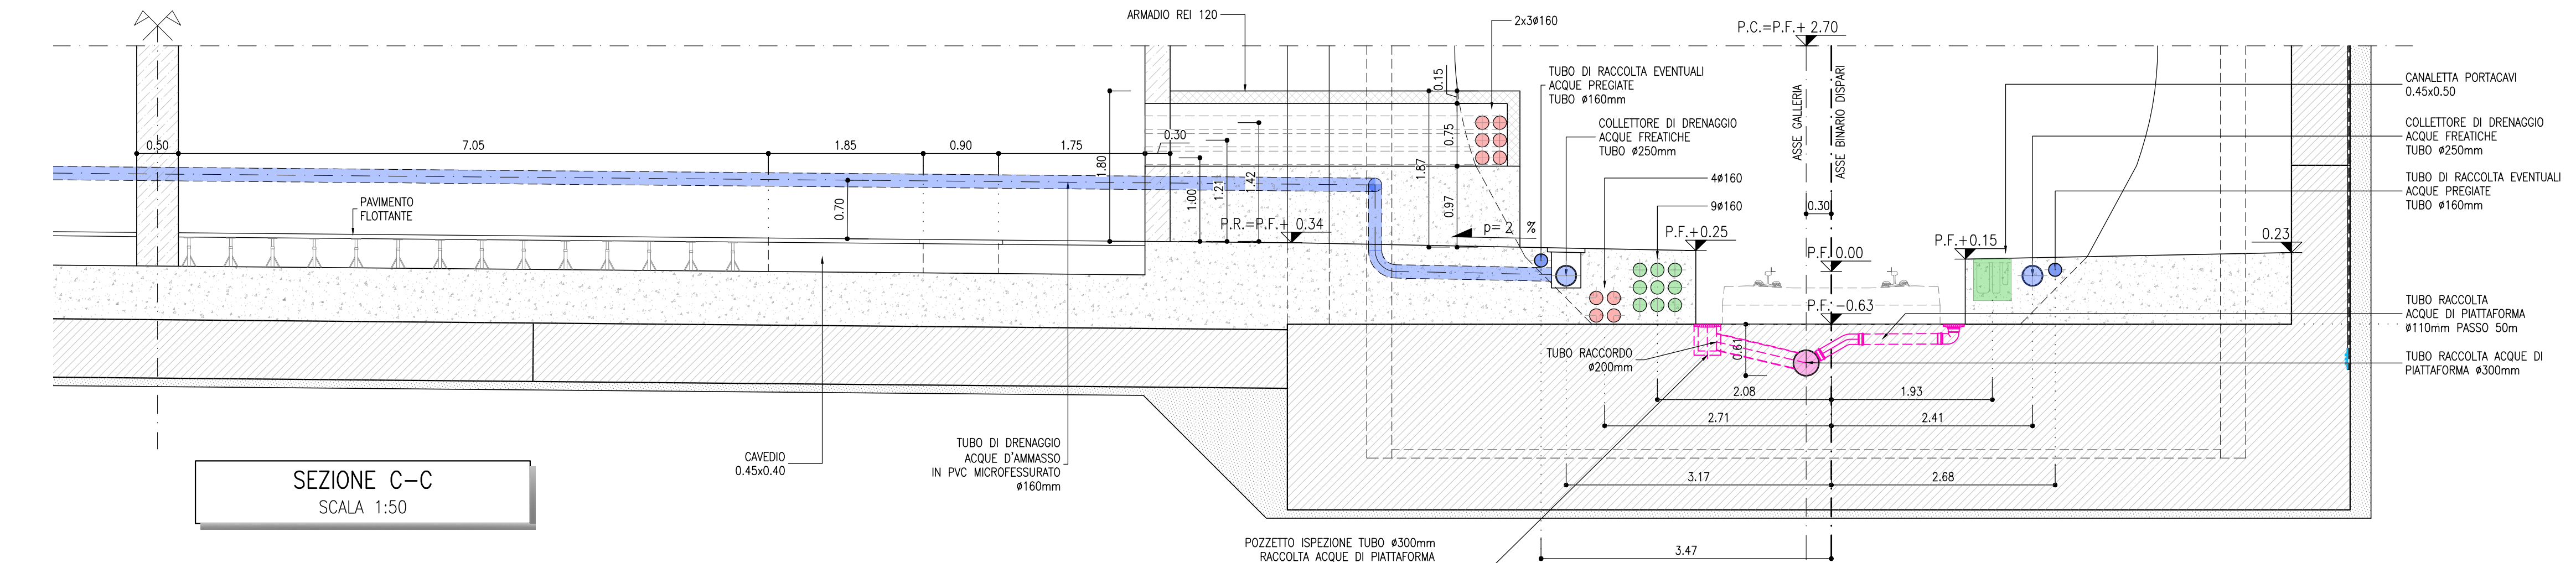 ARMADIO REI 120
2x3ø160
P.C.=P.F.+ 2.70
TUBO DI RACCOLTA EVENTUALI
ACQUE PREGIATE
TUBO ø160mm
COLLETTORE DI DRENAGGIO
ACQUE FREATICHE
TUBO ø250mm
ASSE GALLERIA
ASSE BINARIO DISPARI
CANALETTA PORTACAVI
0.45x0.50
COLLETTORE DI DRENAGGIO
ACQUE FREATICHE
TUBO ø250mm
TUBO DI RACCOLTA EVENTUALI
ACQUE PREGIATE
TUBO ø160mm
0.50
7.05
1.85
0.90
1.75
0.30
1.80
1.00
1.21
1.42
1.87
0.15
0.75
0.97
0.70
4ø160
9ø160
0.30
PAVIMENTO
FLOTTANTE
P.R.=P.F.+ 0.34
p= 2 %
P.F.+0.25
P.F. 0.00
P.F.+0.15
0.23
P.F. -0.63
TUBO RACCOLTA
ACQUE DI PIATTAFORMA
ø110mm PASSO 50m
TUBO RACCORDO
ø200mm
0.61
TUBO RACCOLTA ACQUE DI
PIATTAFORMA ø300mm
2.08
1.93
2.71
2.41
3.17
2.68
3.47
CAVEDIO
0.45x0.40
TUBO DI DRENAGGIO
ACQUE D'AMMASSO
IN PVC MICROFESSURATO
ø160mm
SEZIONE C-C
SCALA 1:50
POZZETTO ISPEZIONE TUBO ø300mm
RACCOLTA ACQUE DI PIATTAFORMA